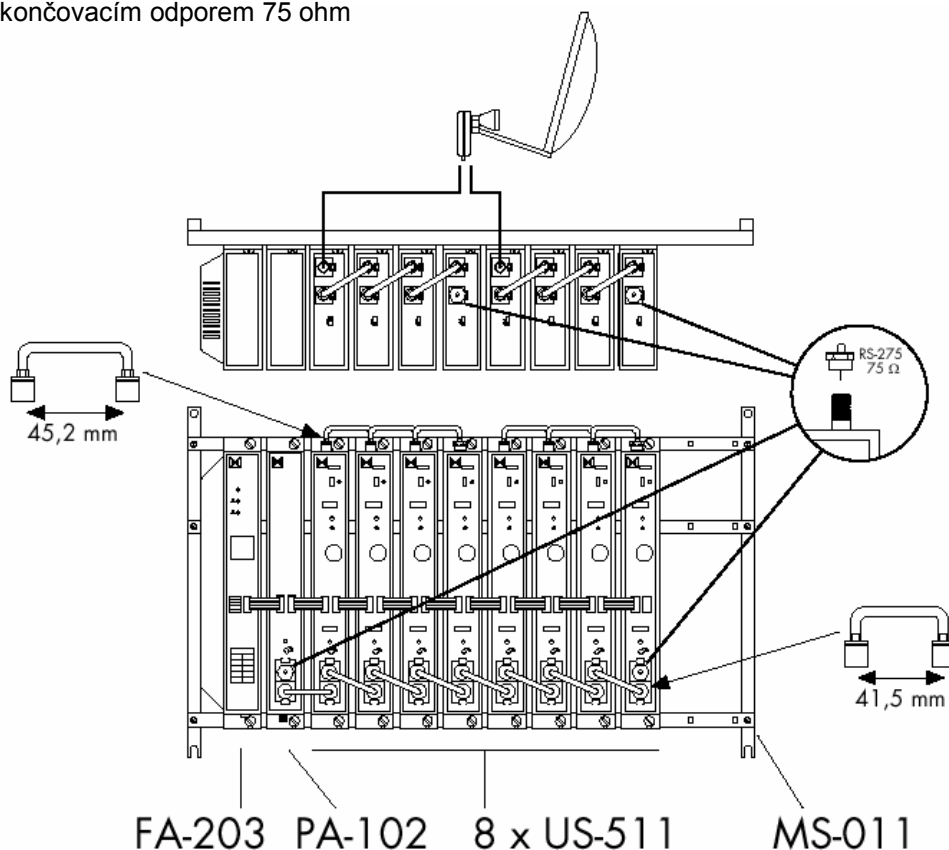 končovacím odporem 75 ohm
RS-275
75 Ω
45,2 mm
41,5 mm
FA-203 PA-102 8 x US-511 MS-011